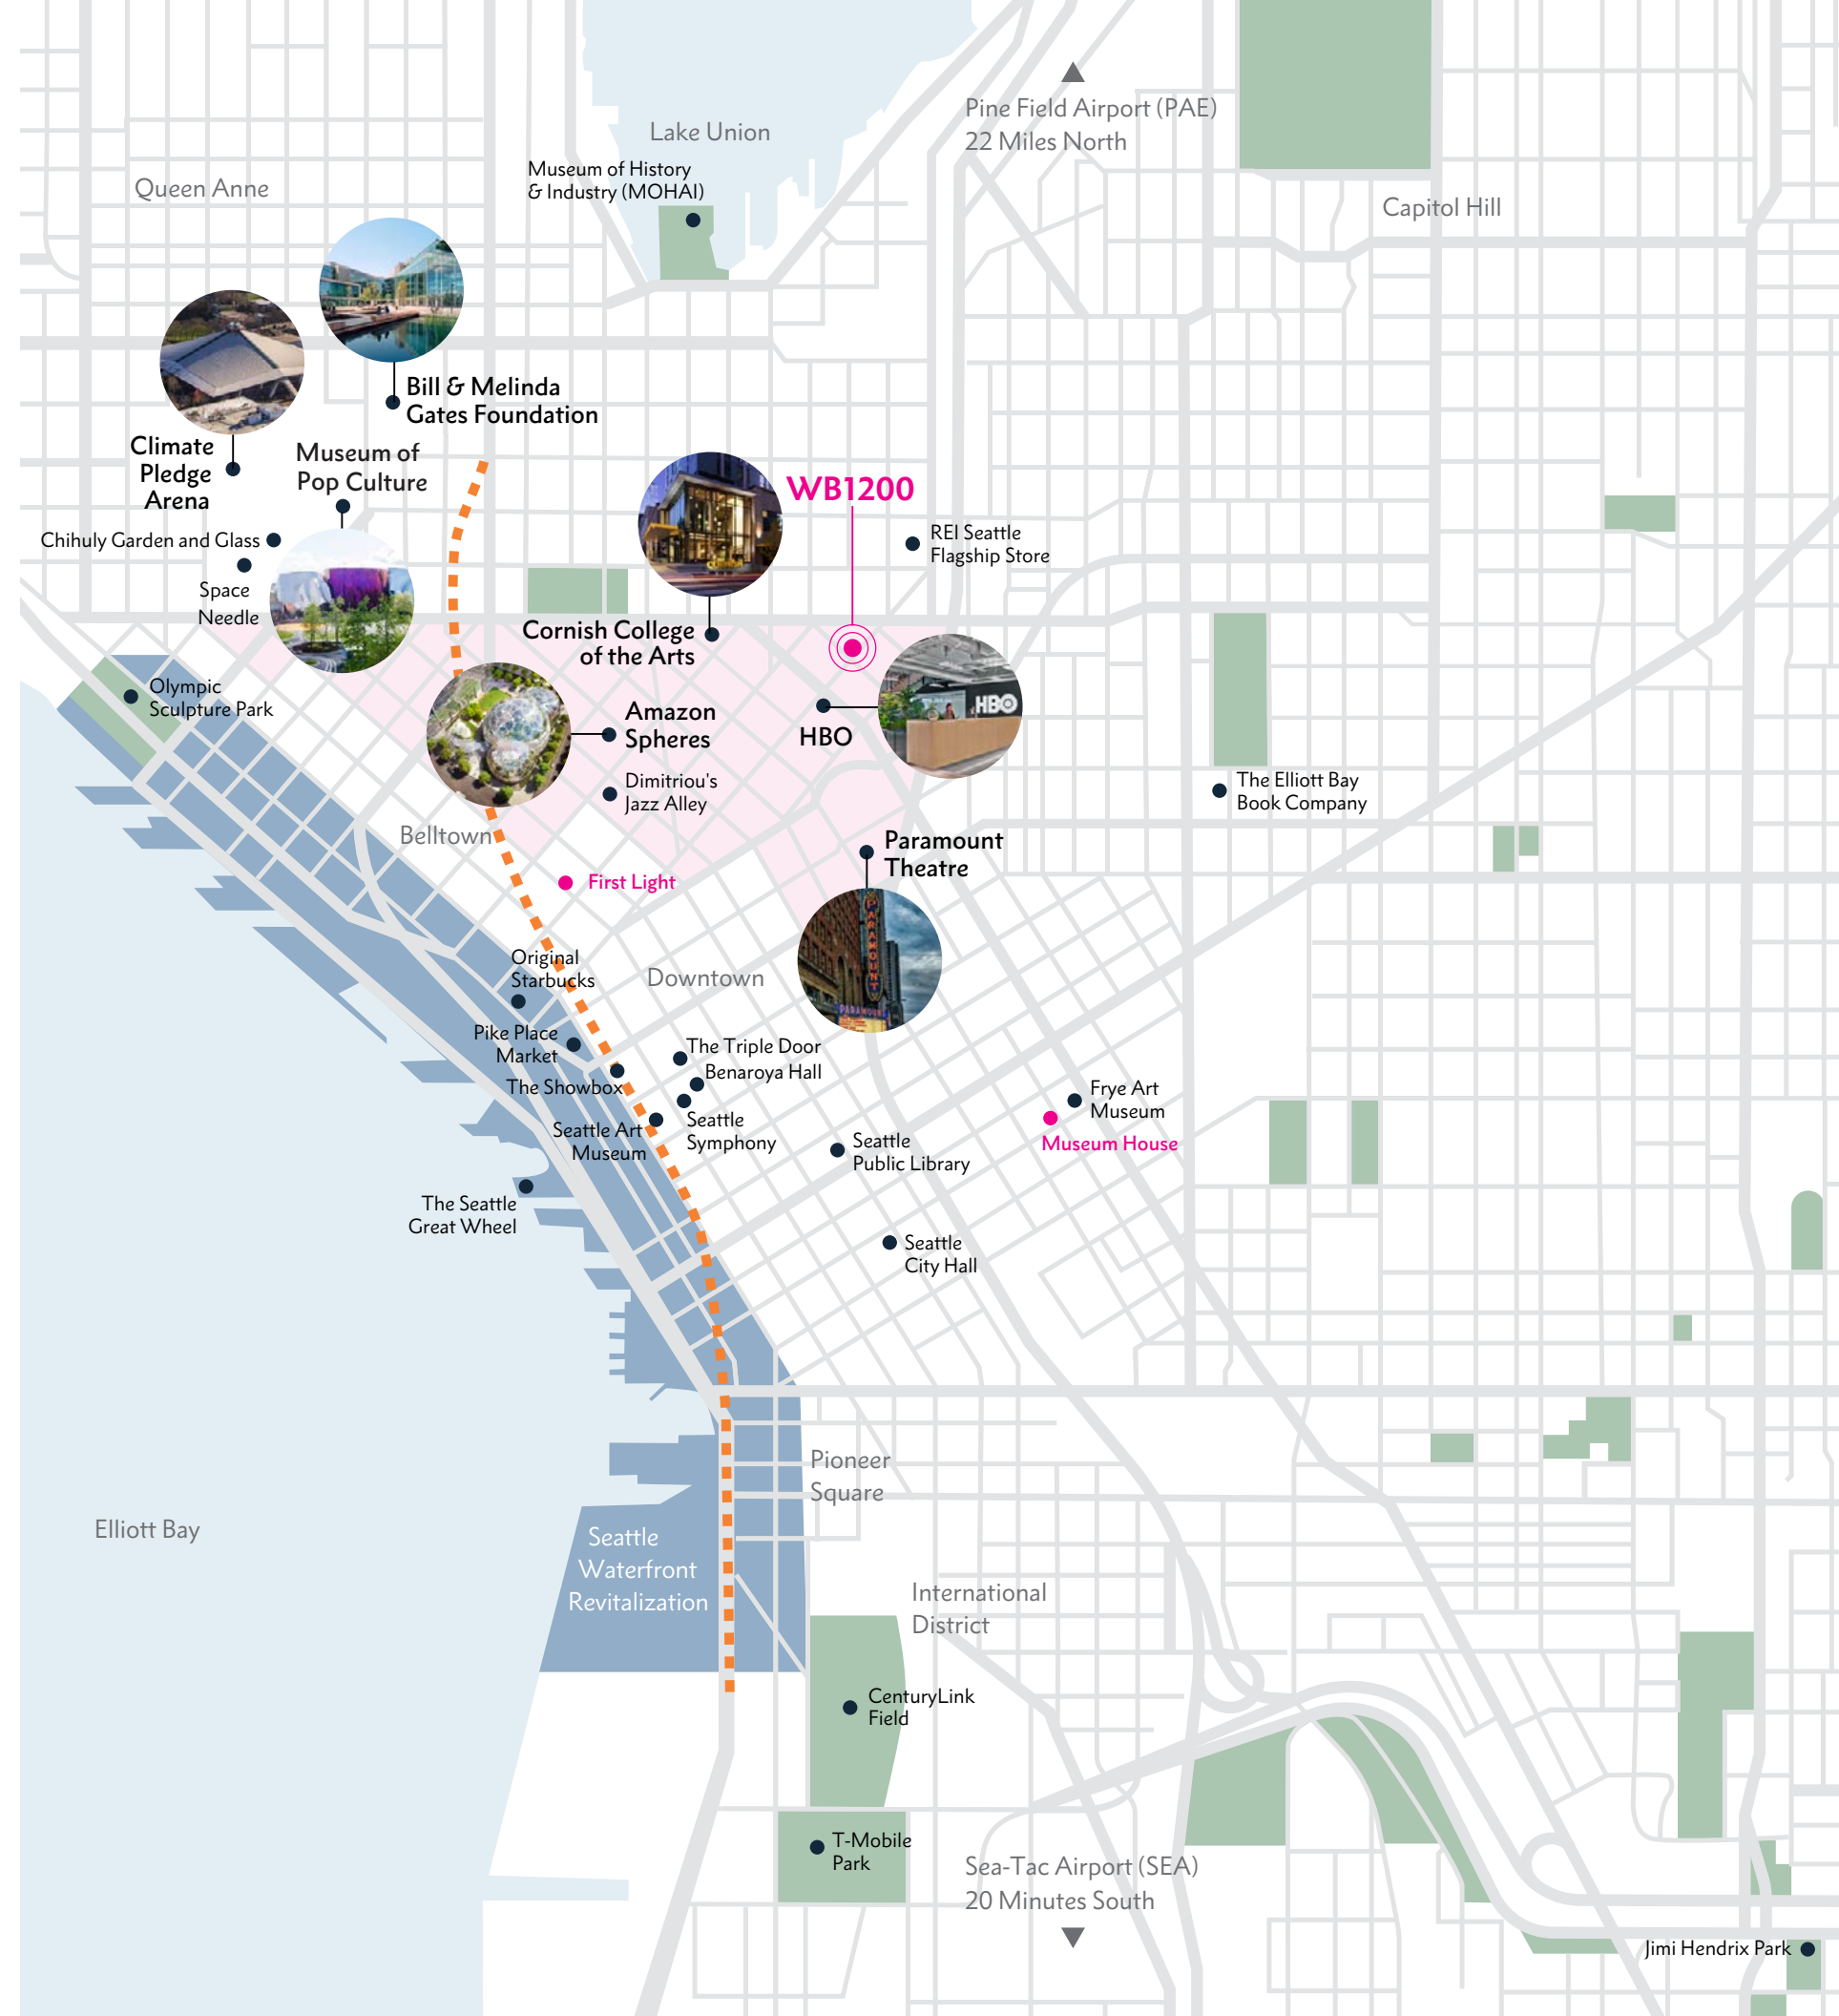 Pine Field Airport (PAE)
22 Miles North
Lake Union
Museum of History
& Industry (MOHAI)
Queen Anne
Capitol Hill
Bill & Melinda
Gates Foundation
Climate
Pledge
Arena
Museum of
Pop Culture
WB1200
REI Seattle
Flagship Store
Chihuly Garden and Glass
Space
Needle
Cornish College
of the Arts
Olympic
Sculpture Park
HBO
Amazon
Spheres
HBO
Dimitriou's
Jazz Alley
The Elliott Bay
Book Company
Belltown
Paramount
Theatre
First Light
PARAMOUNT
PARAMOUNT
Original
Starbucks
Downtown
Pike Place
Market
The Triple Door
Benaroya Hall
The Showbox
Frye Art
Museum
Seattle Art
Museum
Seattle
Symphony
Museum House
Seattle
Public Library
The Seattle
Great Wheel
Seattle
City Hall
Pioneer
Square
Elliott Bay
Seattle
Waterfront
Revitalization
International
District
CenturyLink
Field
T-Mobile
Park
Sea-Tac Airport (SEA)
20 Minutes South
Jimi Hendrix Park